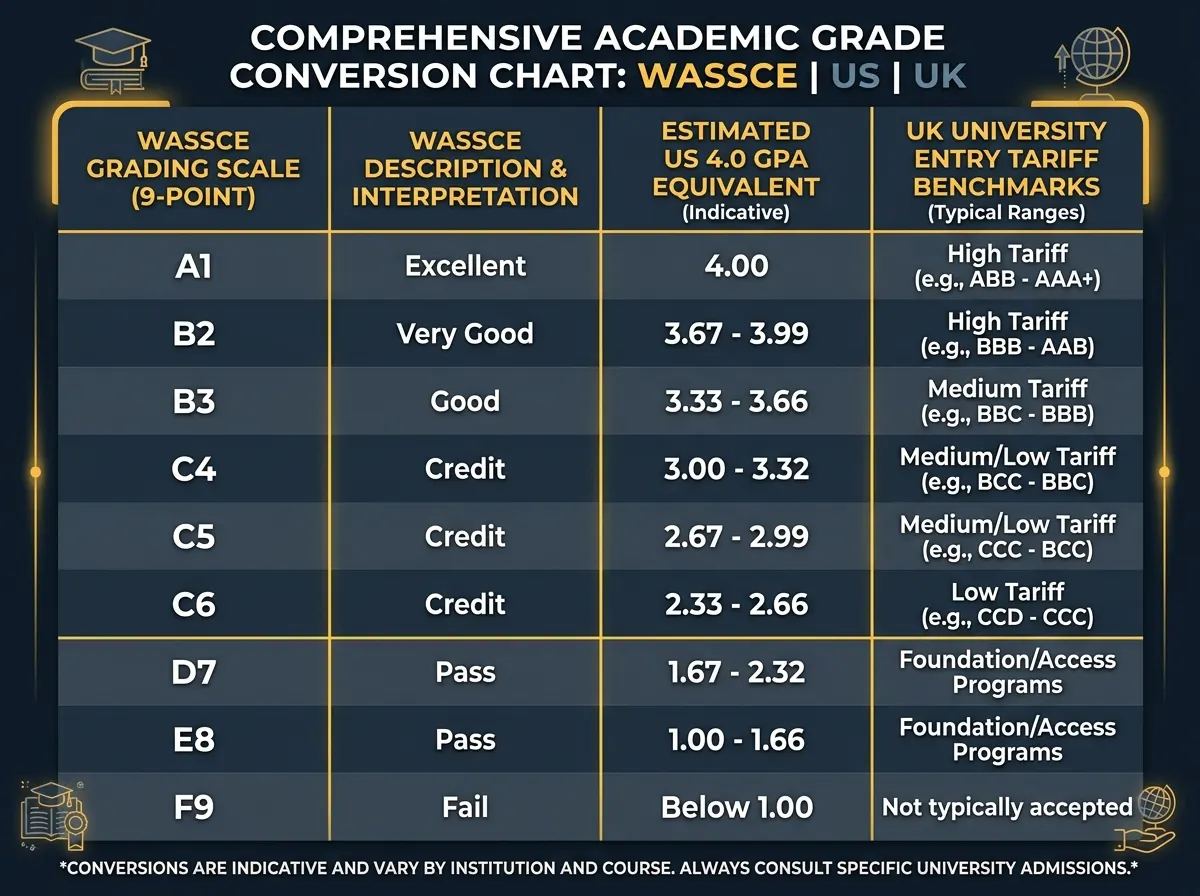 COMPREHENSIVE ACADEMIC GRADE
CONVERSION CHART: WASSCE | US | UK
WASSCE
GRADING SCALE
(9-POINT)
WASSCE
DESCRIPTION &
INTERPRETATION
ESTIMATED
US 4.0 GPA
EQUIVALENT
(Indicative)
UK UNIVERSITY
ENTRY TARIFF
BENCHMARKS
(Typical Ranges)
A1
Excellent
4.00
High Tariff
(e.g., ABB - AAA+)
B2
Very Good
3.67 - 3.99
High Tariff
(e.g., BBB - AAB)
B3
Good
3.33 - 3.66
Medium Tariff
(e.g., BBC - BBB)
C4
Credit
3.00 - 3.32
Medium/Low Tariff
(e.g., BCC - BBC)
C5
Credit
2.67 - 2.99
Medium/Low Tariff
(e.g., CCC - BCC)
C6
Credit
2.33 - 2.66
Low Tariff
(e.g., CCD - CCC)
D7
Pass
1.67 - 2.32
Foundation/Access
Programs
E8
Pass
1.00 - 1.66
Foundation/Access
Programs
F9
Fail
Below 1.00
Not typically accepted
*CONVERSIONS ARE INDICATIVE AND VARY BY INSTITUTION AND COURSE. ALWAYS CONSULT SPECIFIC UNIVERSITY ADMISSIONS.*